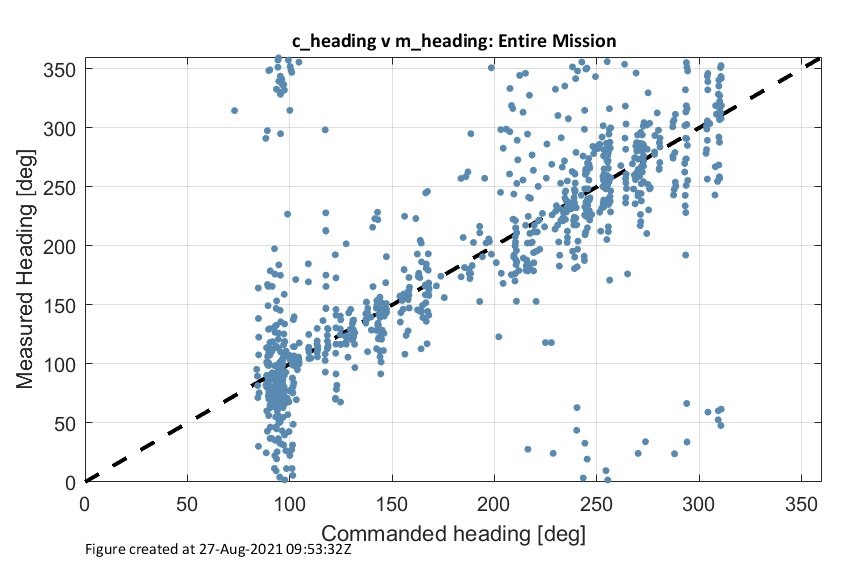 c_heading v m_heading: Entire Mission
350
300
250
200
150
100
50
0
Measured Heading [deg]
0 50 100 150 200 250 300 350
Commanded heading [deg]
Figure created at 27-Aug-2021 09:53:32Z